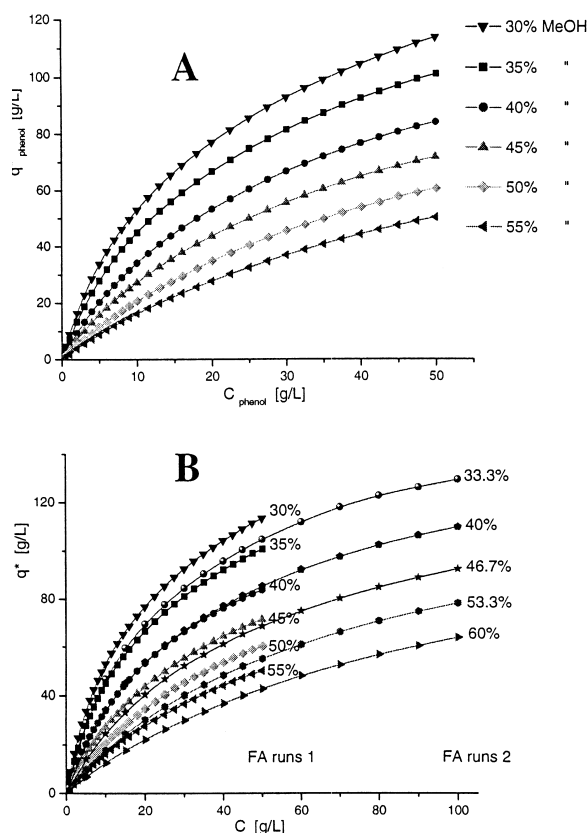 A
30% MeOH
35% "
40% "
45% "
50% "
55% "
q phenol [g/L]
120
100
80
60
40
20
0
0 10 20 30 40 50
C phenol [g/L]
B
30%
35%
40%
45%
50%
55%
33.3%
40%
46.7%
53.3%
60%
q* [g/L]
120
80
40
0
FA runs 1 FA runs 2
0 20 40 60 80 100
C [g/L]